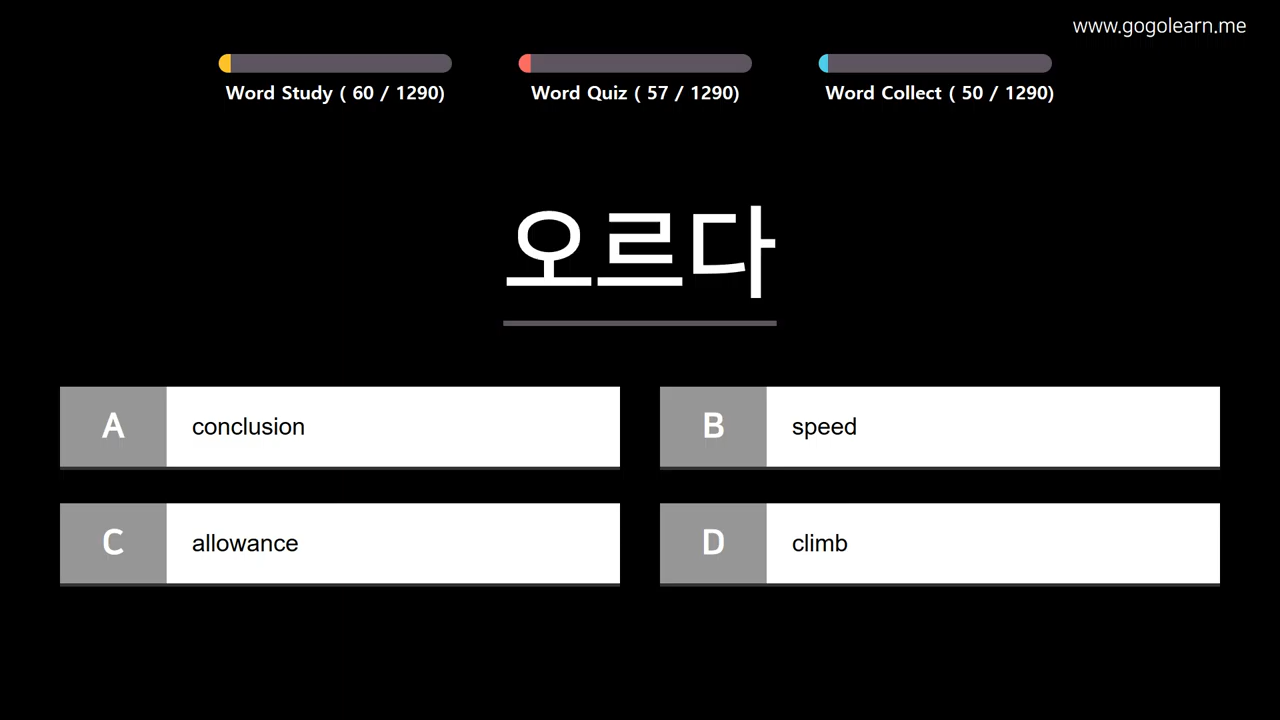 www.gogolearn.me
Word Study ( 60 / 1290)
Word Quiz ( 57 / 1290)
Word Collect ( 50 / 1290)
오르다
A conclusion
B speed
C allowance
D climb